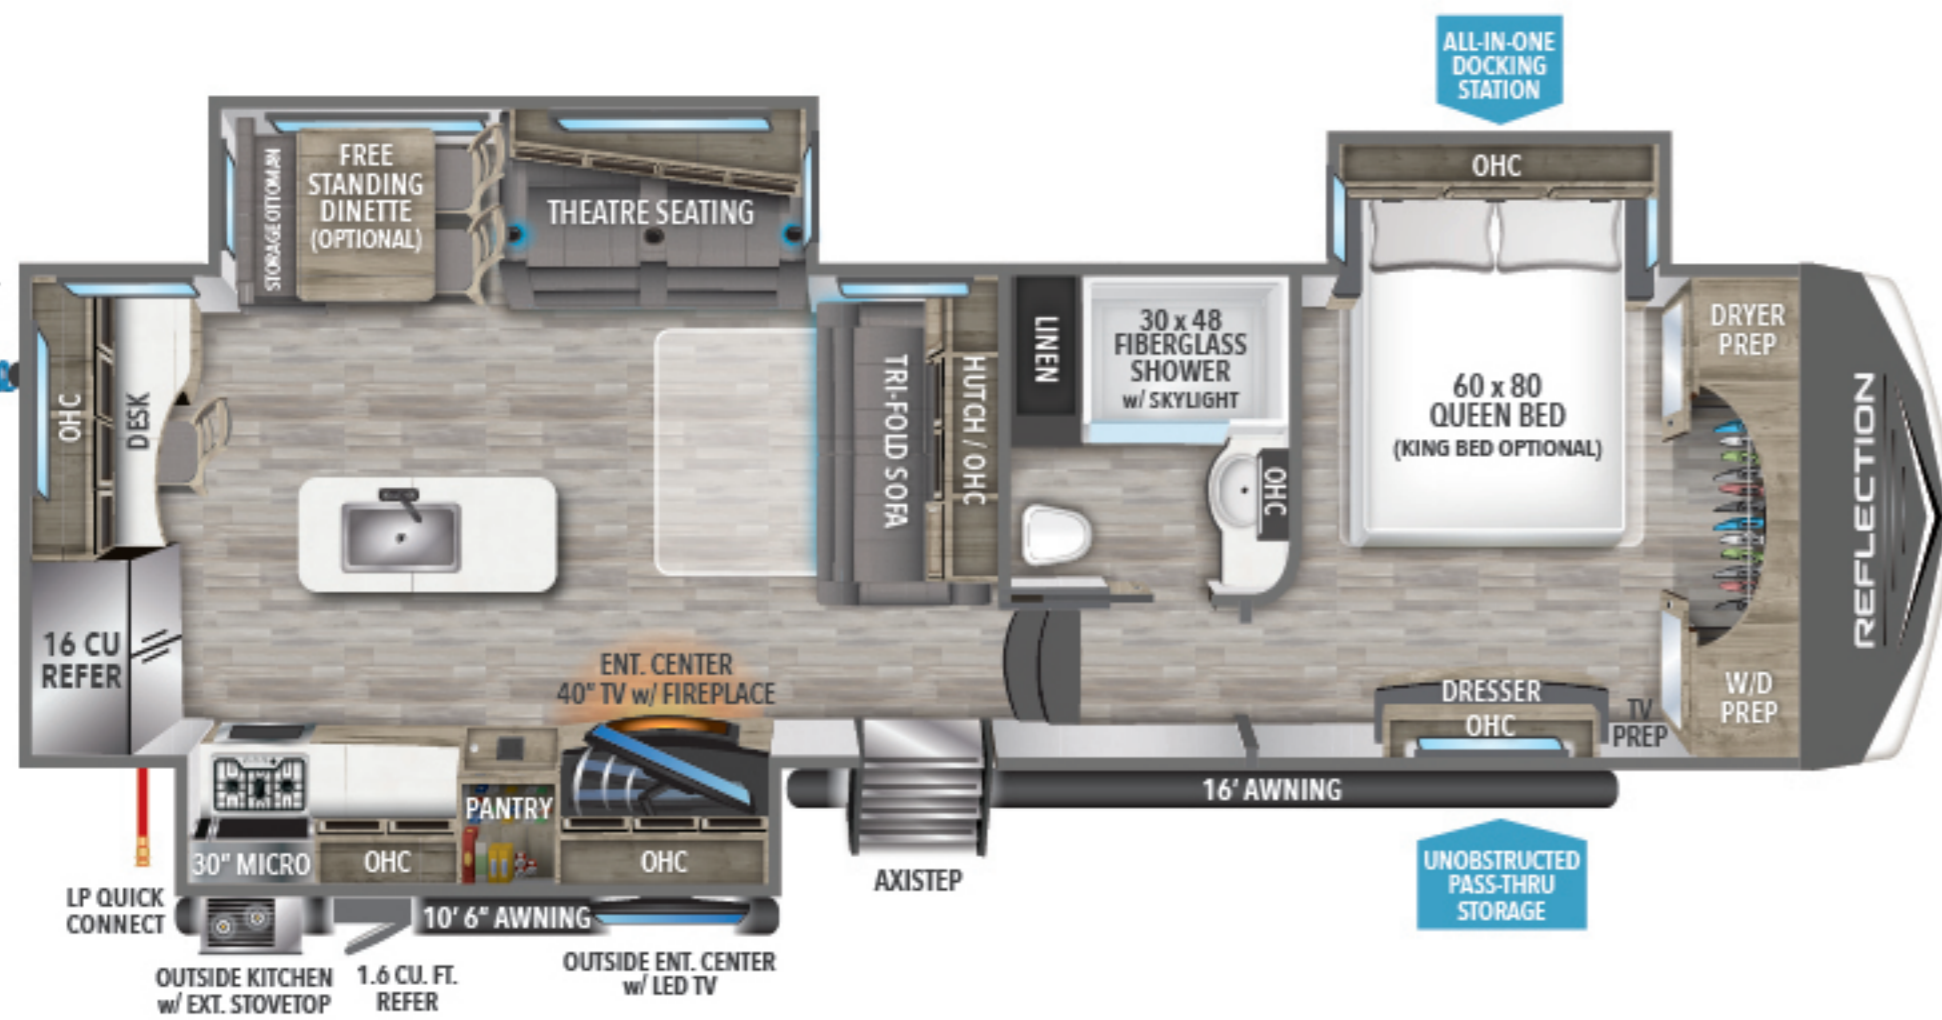 ALL-IN-ONE
DOCKING
STATION
STORAGE OTTOMAN
FREE
STANDING
DINETTE
(OPTIONAL)
THEATRE SEATING
OHC
OHC
DESK
TRI-FOLD SOFA
HUTCH / OHC
LINEN
30 x 48
FIBERGLASS
SHOWER
w/ SKYLIGHT
OHC
60 x 80
QUEEN BED
(KING BED OPTIONAL)
DRYER
PREP
REFLECTION
16 CU
REFER
ENT. CENTER
40" TV w/ FIREPLACE
DRESSER
OHC
TV
PREP
W/D
PREP
PANTRY
30" MICRO
OHC
OHC
16' AWNING
AXISTEP
UNOBSTRUCTED
PASS-THRU
STORAGE
LP QUICK
CONNECT
10' 6" AWNING
OUTSIDE KITCHEN
w/ EXT. STOVETOP
1.6 CU. FT.
REFER
OUTSIDE ENT. CENTER
w/ LED TV